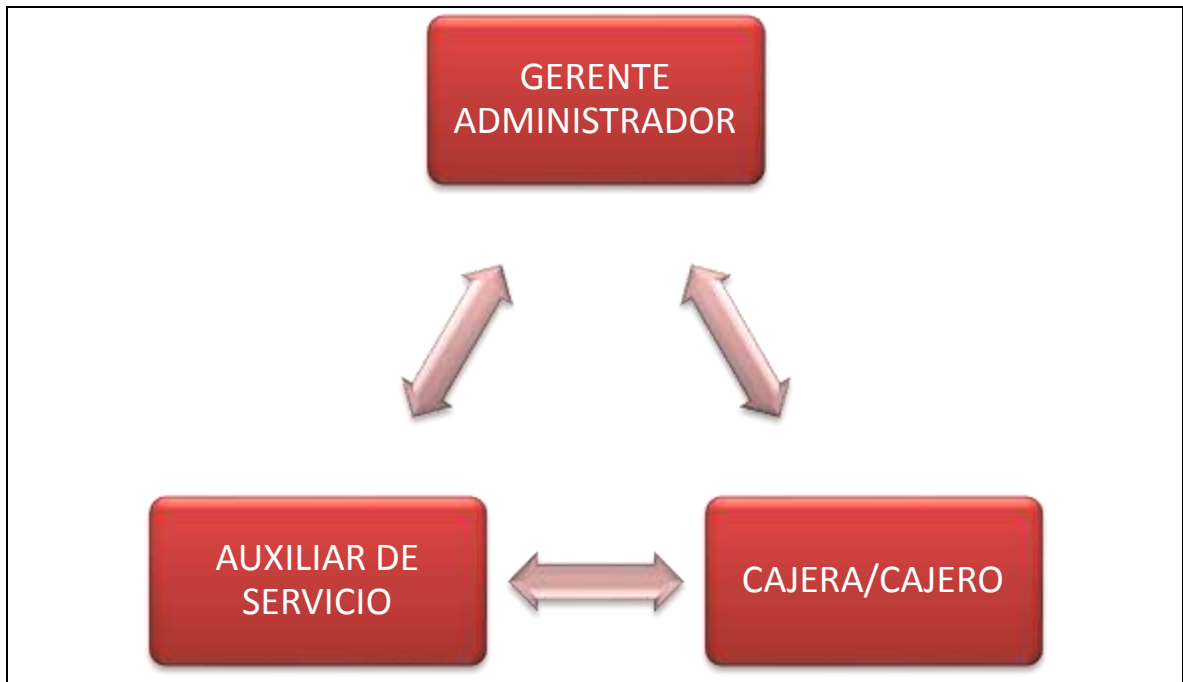 GERENTE
ADMINISTRADOR
AUXILIAR DE
SERVICIO
CAJERA/CAJERO